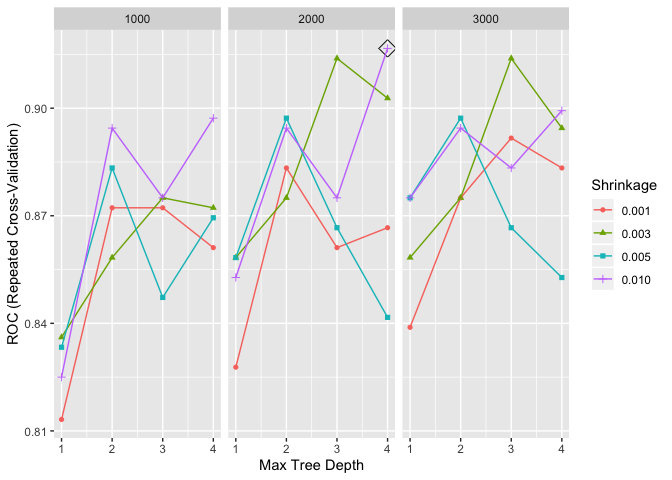 1000 2000 3000
ROC (Repeated Cross-Validation)
0.90
0.87
0.84
0.81
1 2 3 4 1 2 3 4 1 2 3 4
Max Tree Depth
Shrinkage
0.001
0.003
0.005
0.010